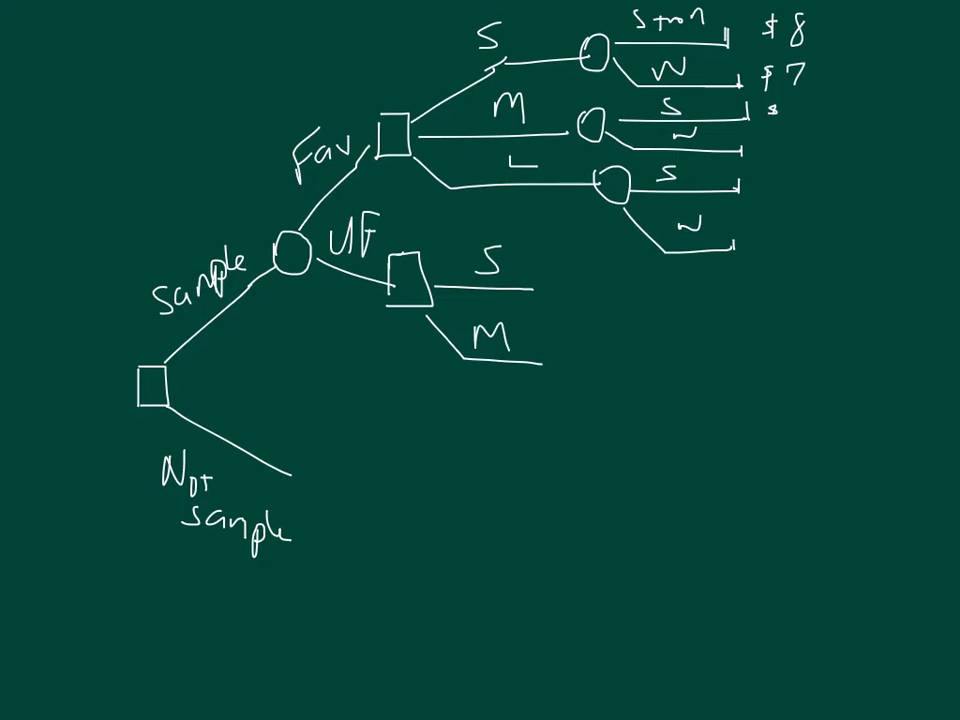 S Stron $ 8
W $ 7
M S $
W
Fav L S
W
UF S
Sample
M
Not
sample